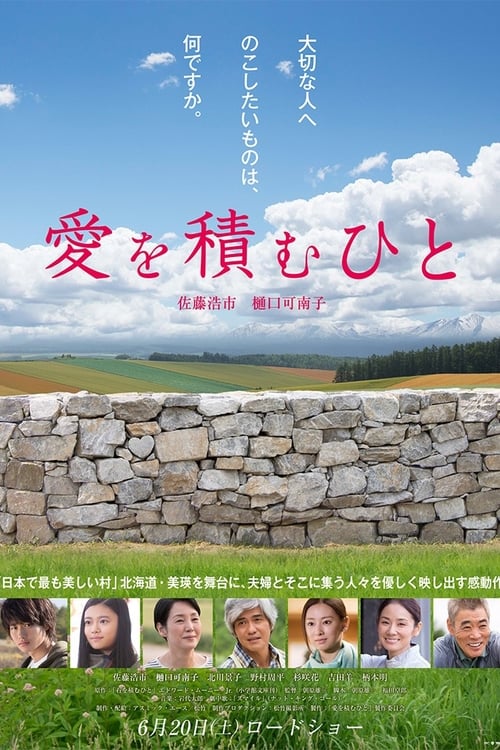 大切な人へ
のこしたいものは、
何ですか。
愛を積むひと
佐藤浩市 樋口可南子
「日本で最も美しい村」北海道・美瑛を舞台に、夫婦とそこに集う人々を優しく映し出す感動作
佐藤浩市 樋口可南子 北川景子 野村周平 杉咲花 吉田羊 柄本明
6月20日(土)ロードショー